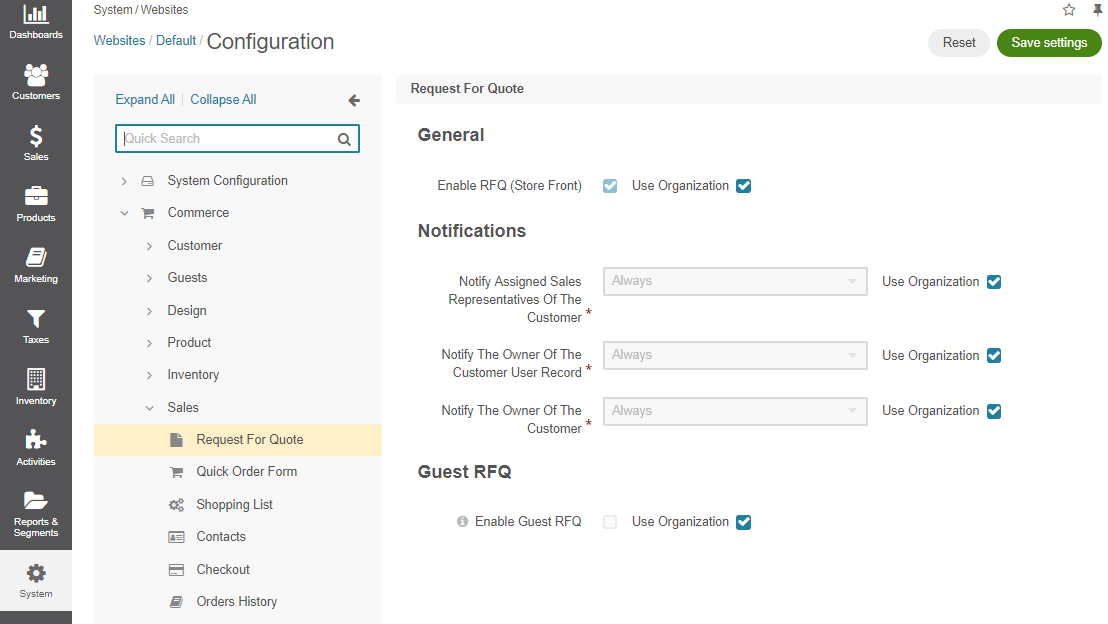 Dashboards
Customers
Sales
Products
Marketing
Taxes
Inventory
Activities
Reports &
Segments
System
System / Websites
Websites / Default / Configuration
Reset
Save settings
Expand All | Collapse All
Quick Search
System Configuration
Commerce
Customer
Guests
Design
Product
Inventory
Sales
Request For Quote
Quick Order Form
Shopping List
Contacts
Checkout
Orders History
Request For Quote
General
Enable RFQ (Store Front) Use Organization
Notifications
Notify Assigned Sales
Representatives Of The
Customer *
Always
Use Organization
Notify The Owner Of The
Customer User Record *
Always
Use Organization
Notify The Owner Of The
Customer *
Always
Use Organization
Guest RFQ
Enable Guest RFQ Use Organization